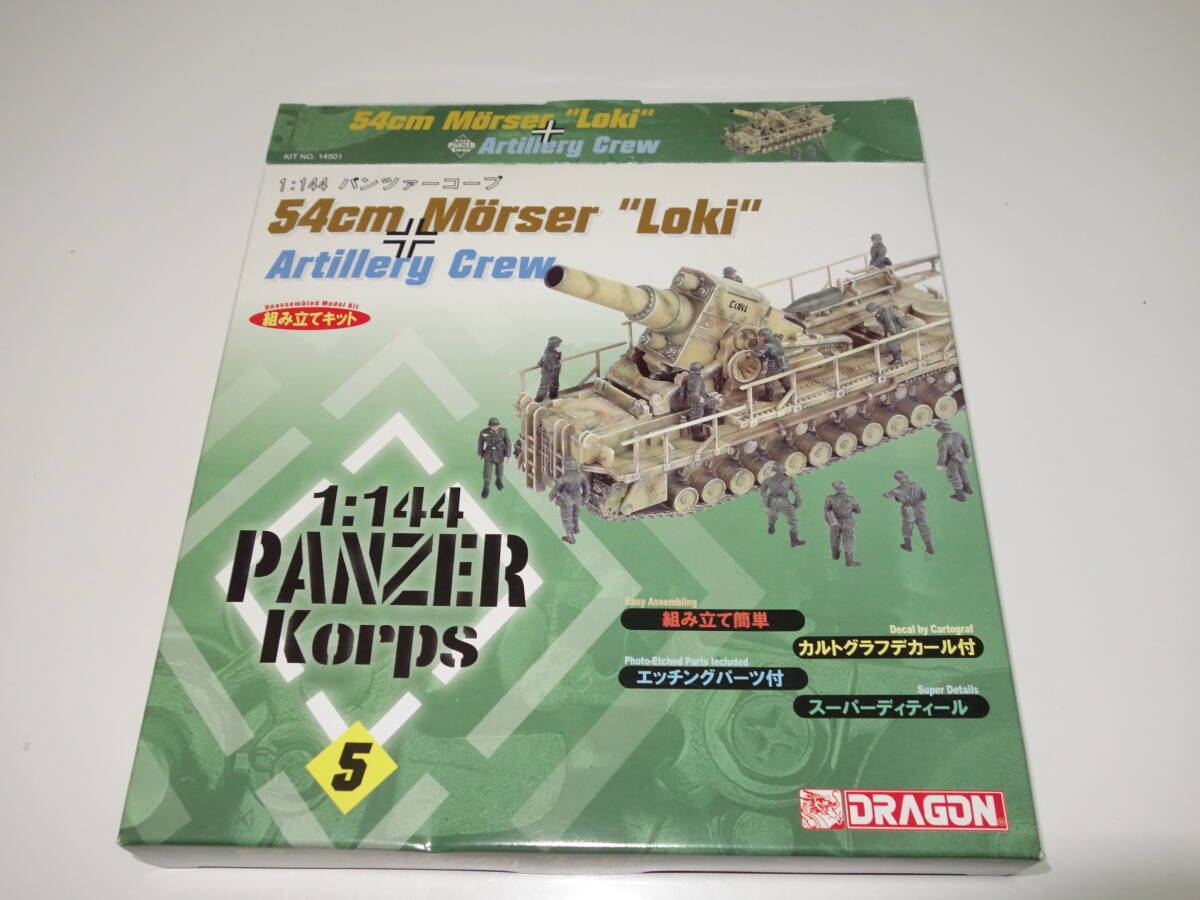 54cm Mörser "Loki"
1:144
PANZER
Korps
Artillery Crew
KIT NO. 14501
1:144 パンツァーコープ
54cm Mörser "Loki"
Artillery Crew
Unassembled Model Kit
組み立てキット
LOKI
1:144
PANZER
Korps
5
Easy Assembling
組み立て簡単
Decal by Cartograf
カルトグラフデカール付
Photo-Etched Parts Included
エッチングパーツ付
Super Details
スーパーディティール
DRAGON